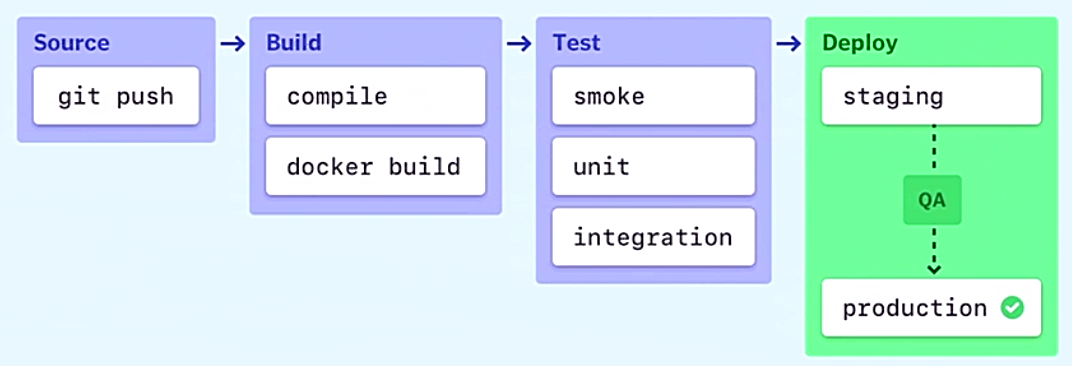 Source
git push
Build
compile
docker build
Test
smoke
unit
integration
Deploy
staging
QA
production